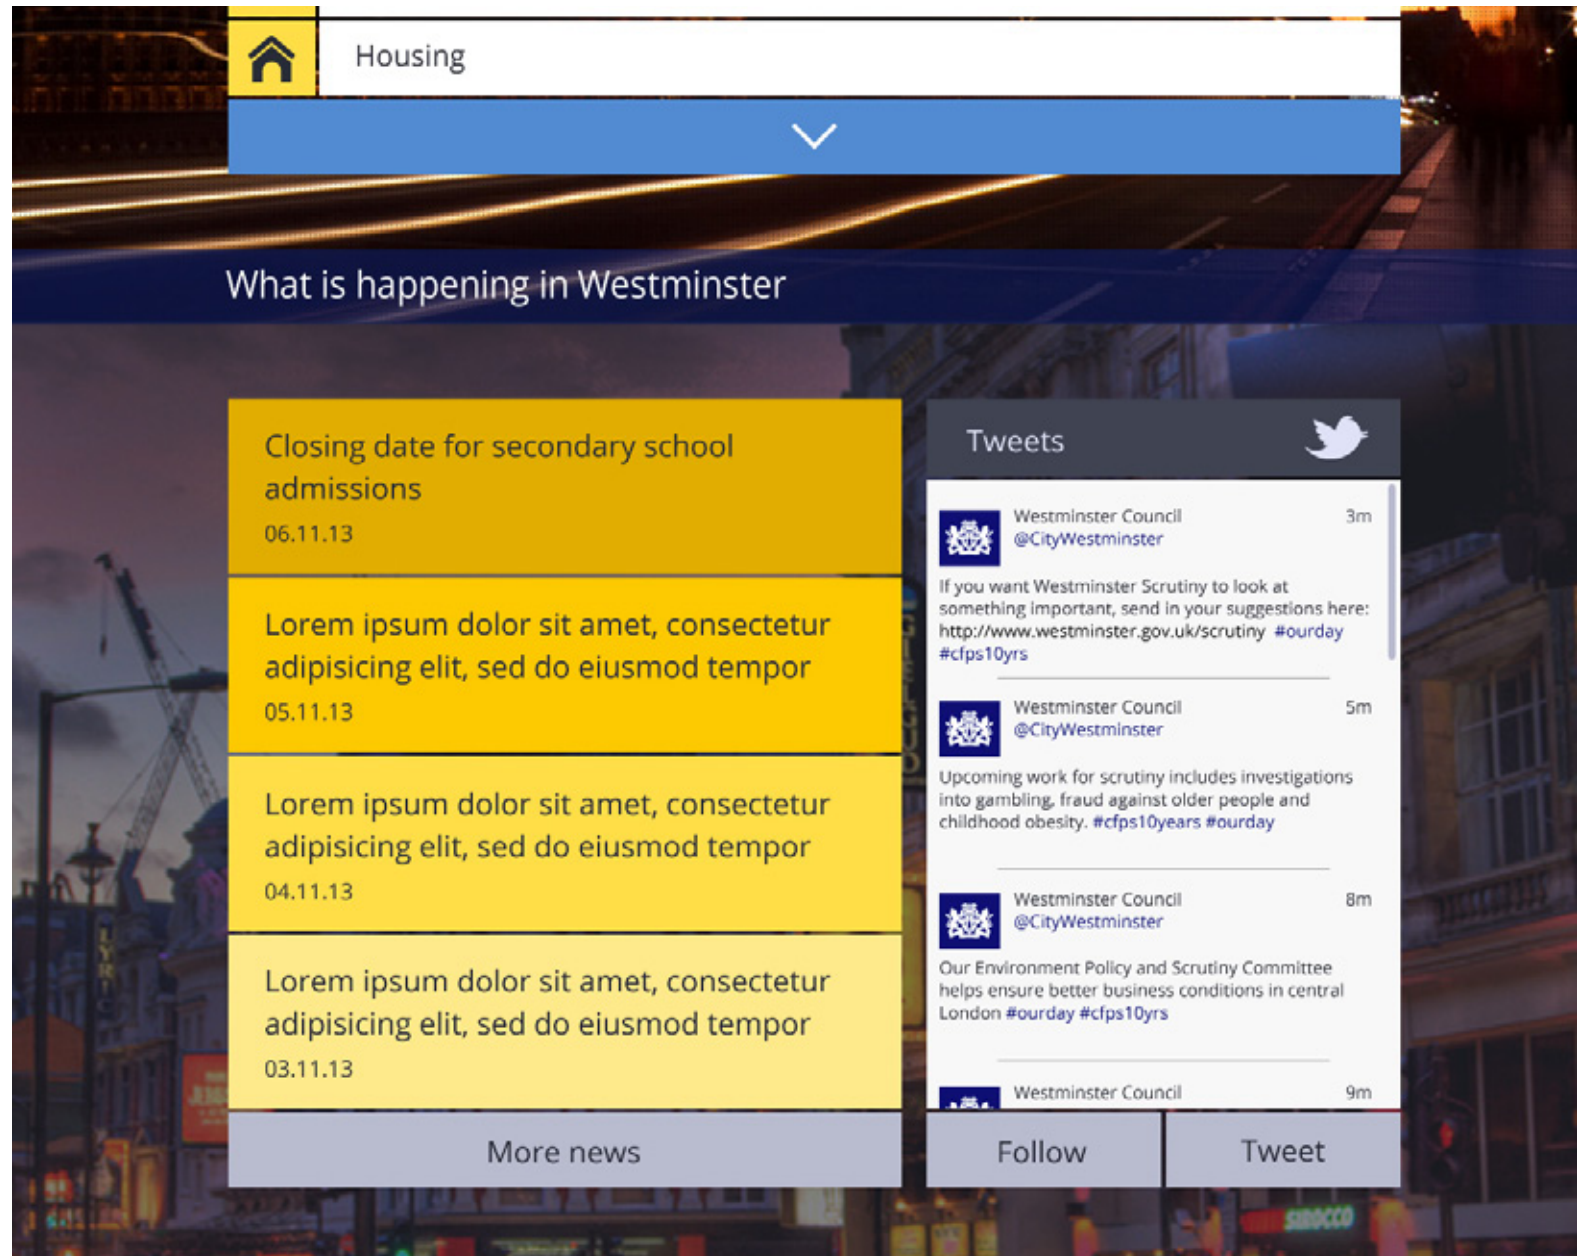 Housing
What is happening in Westminster
Closing date for secondary school
admissions
06.11.13
Lorem ipsum dolor sit amet, consectetur
adipisicing elit, sed do eiusmod tempor
05.11.13
Lorem ipsum dolor sit amet, consectetur
adipisicing elit, sed do eiusmod tempor
04.11.13
Lorem ipsum dolor sit amet, consectetur
adipisicing elit, sed do eiusmod tempor
03.11.13
More news
Tweets
Westminster Council 3m
@CityWestminster
If you want Westminster Scrutiny to look at
something important, send in your suggestions here:
http://www.westminster.gov.uk/scrutiny #ourday
#cfps10yrs
Westminster Council 5m
@CityWestminster
Upcoming work for scrutiny includes investigations
into gambling, fraud against older people and
childhood obesity. #cfps10years #ourday
Westminster Council 8m
@CityWestminster
Our Environment Policy and Scrutiny Committee
helps ensure better business conditions in central
London #ourday #cfps10yrs
Westminster Council 9m
Follow
Tweet
LYRIC
SIROCCO